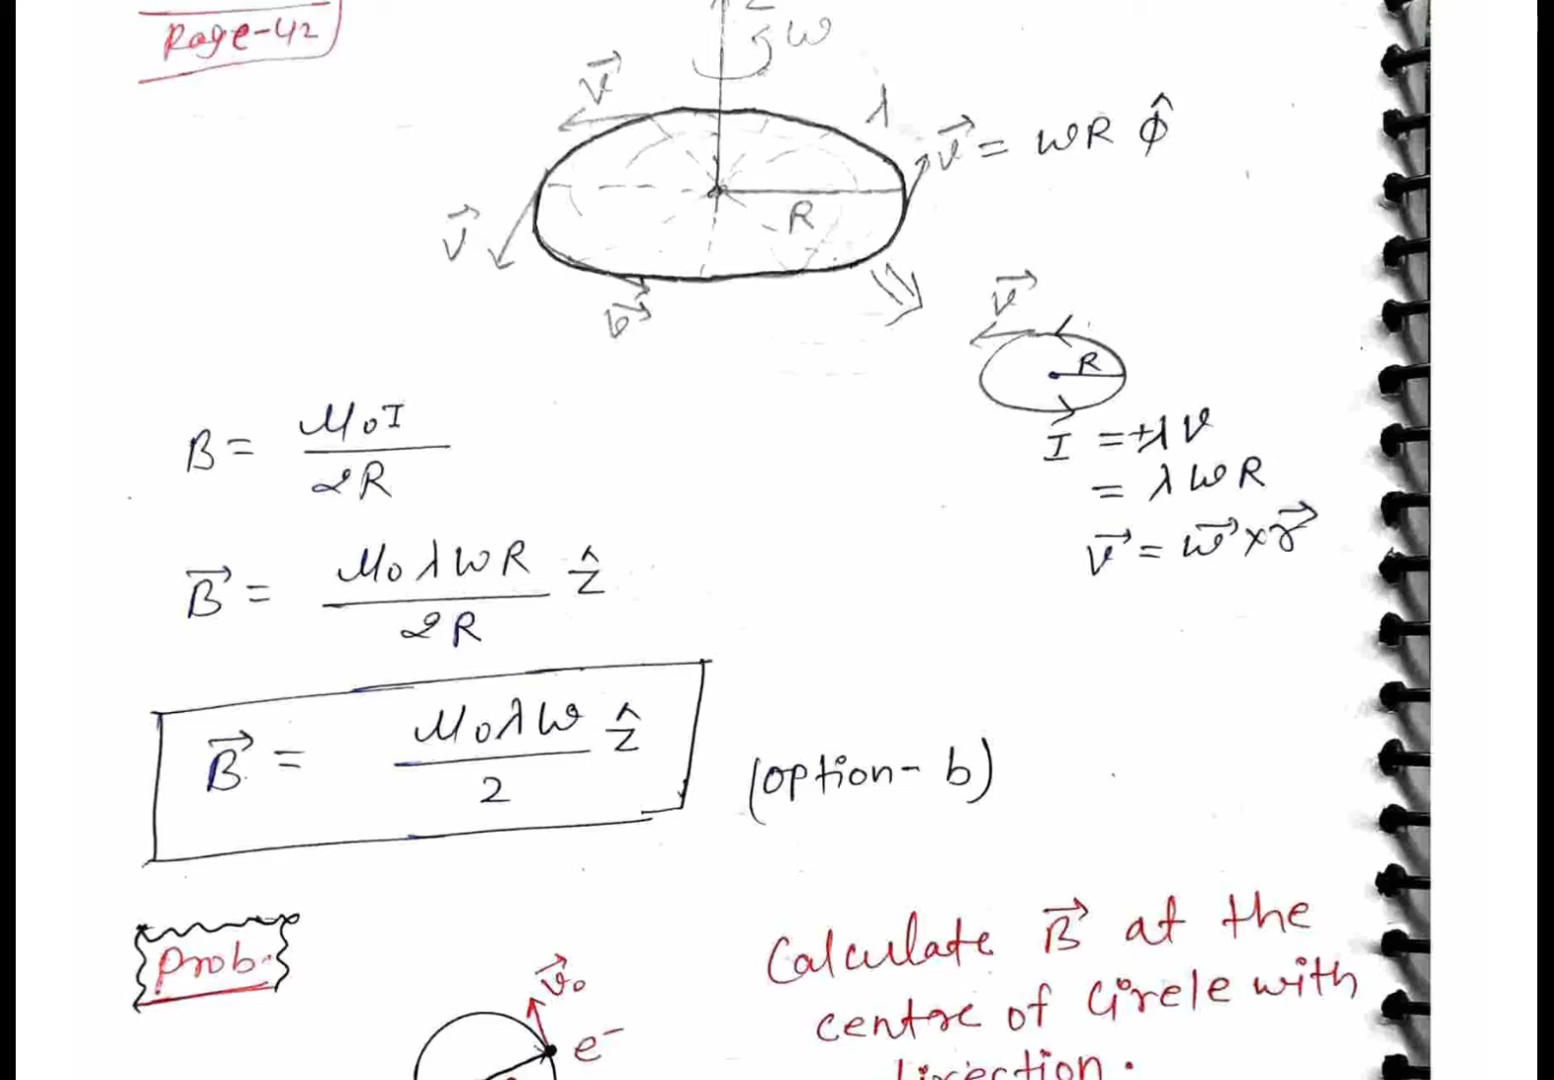 Page-42
z
ω
v⃗
λ
v⃗ = ωR ϕ̂
R
v⃗
v⃗
v⃗
R
B = μ₀I / 2R
I = +λv
= λωR
v⃗ = ω⃗ × r⃗
B⃗ = μ₀λωR / 2R ẑ
B⃗ = μ₀λω / 2 ẑ (option-b)
Prob.
v⃗₀
e⁻
Calculate B⃗ at the
centre of Circle with
direction.